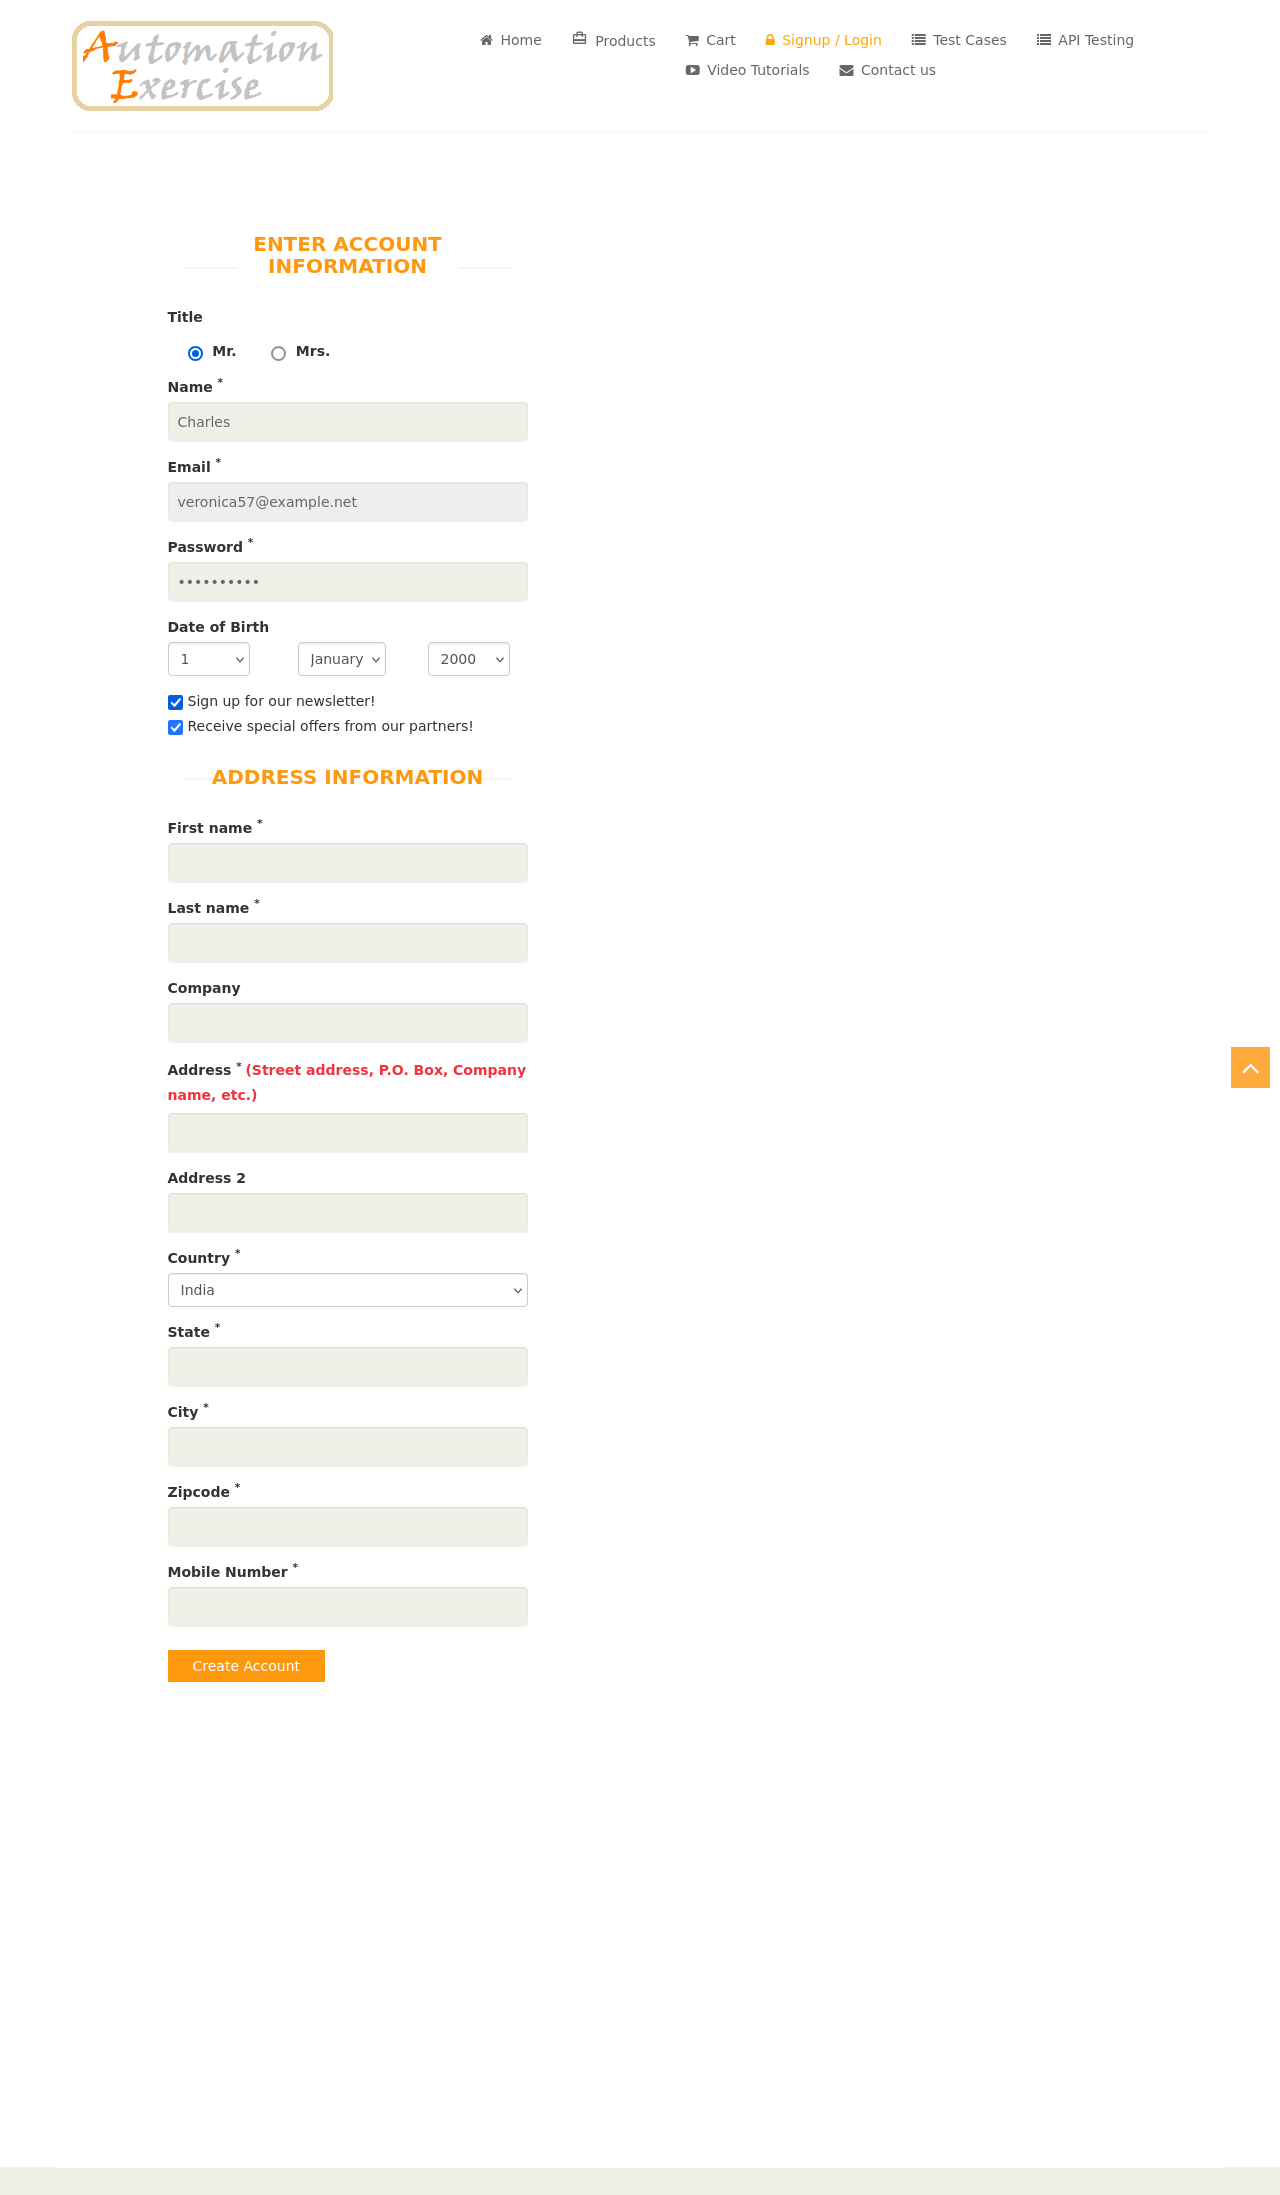 Automation
Exercise
Home
Products
Cart
Signup / Login
Test Cases
API Testing
Video Tutorials
Contact us
ENTER ACCOUNT
INFORMATION
Title
Mr.
Mrs.
Name *
Charles
Email *
veronica57@example.net
Password *
••••••••••
Date of Birth
1
January
2000
Sign up for our newsletter!
Receive special offers from our partners!
ADDRESS INFORMATION
First name *
Last name *
Company
Address * (Street address, P.O. Box, Company
name, etc.)
Address 2
Country *
India
State *
City *
Zipcode *
Mobile Number *
Create Account